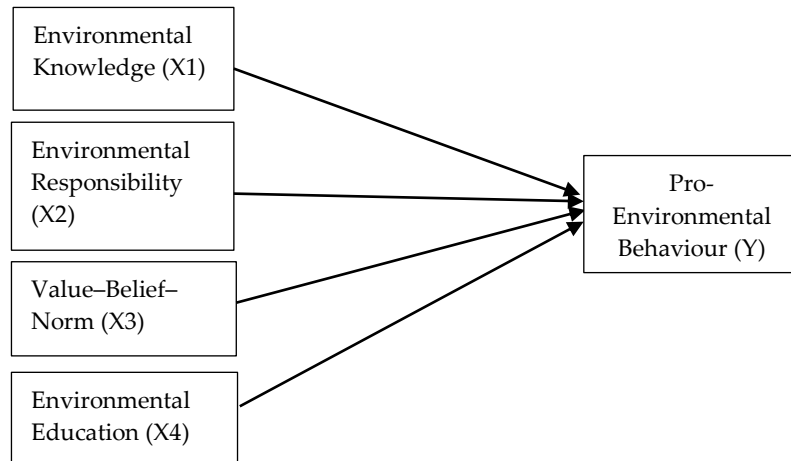 Environmental
Knowledge (X1)
Environmental
Responsibility
(X2)
Value–Belief–
Norm (X3)
Environmental
Education (X4)
Pro-
Environmental
Behaviour (Y)